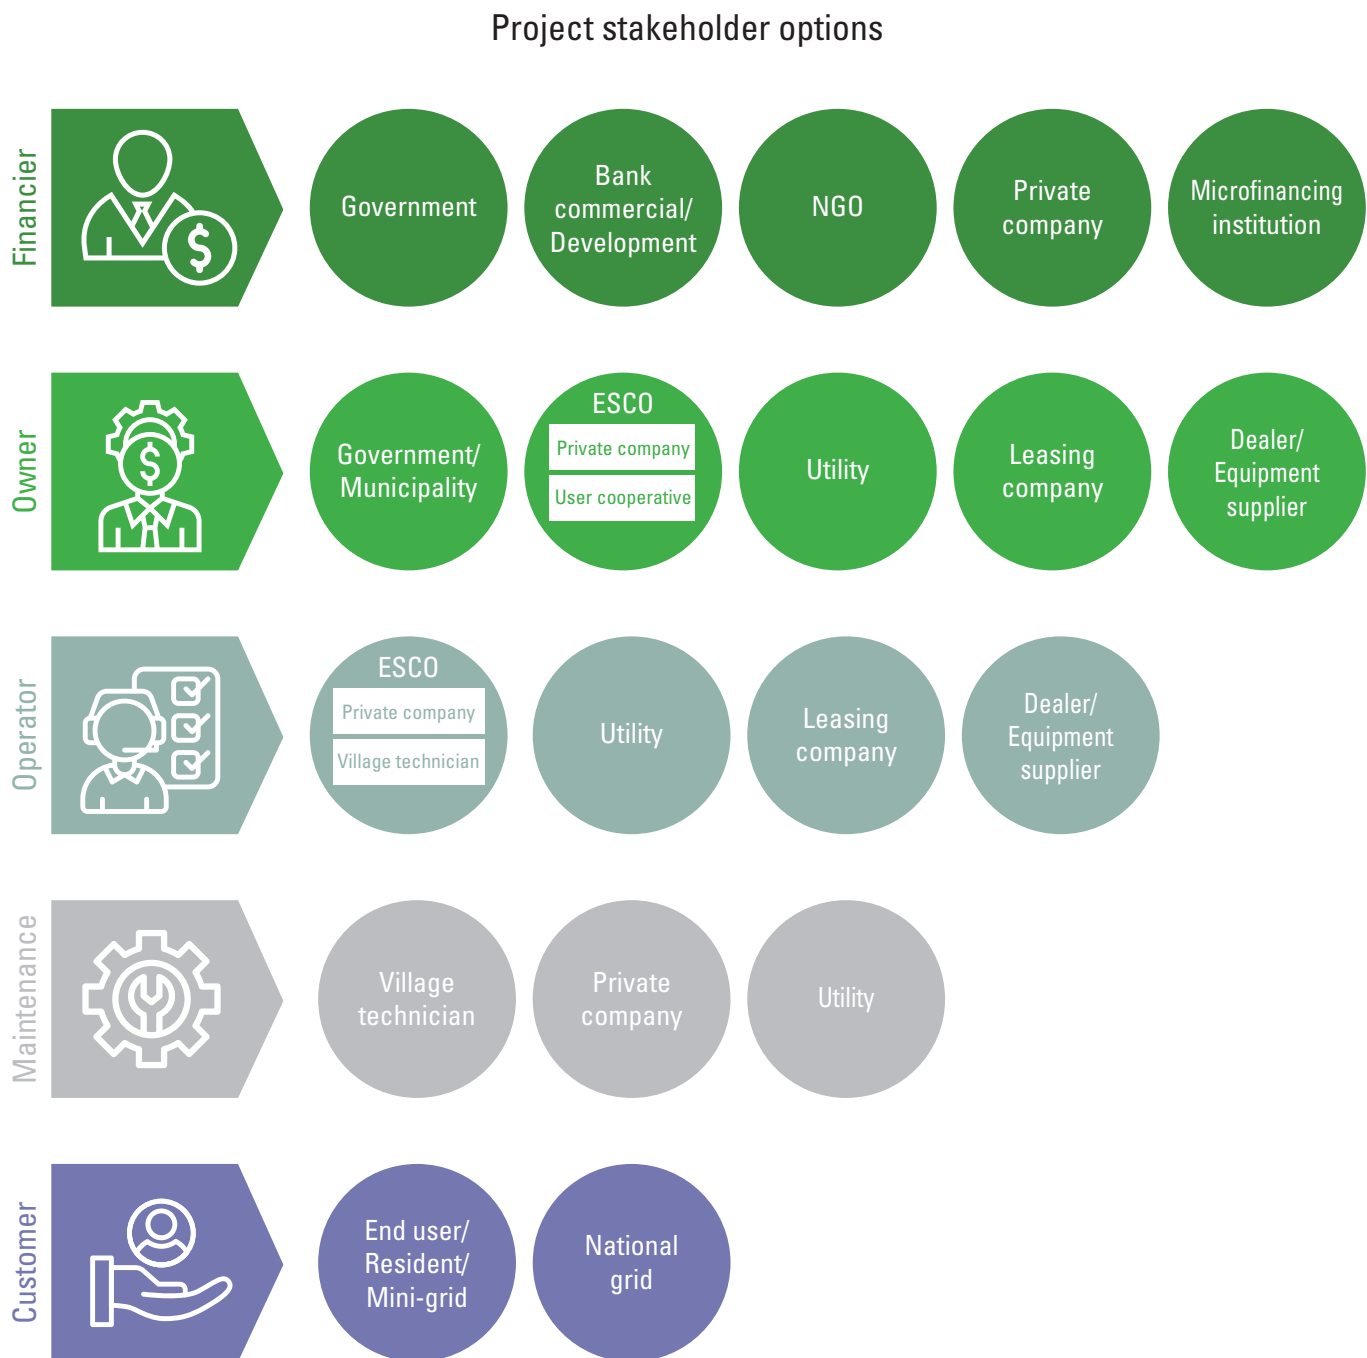 Project stakeholder options
Financier
Government
Bank
commercial/
Development
NGO
Private
company
Microfinancing
institution
Owner
Government/
Municipality
ESCO
Private company
User cooperative
Utility
Leasing
company
Dealer/
Equipment
supplier
Operator
ESCO
Private company
Village technician
Utility
Leasing
company
Dealer/
Equipment
supplier
Maintenance
Village
technician
Private
company
Utility
Customer
End user/
Resident/
Mini-grid
National
grid